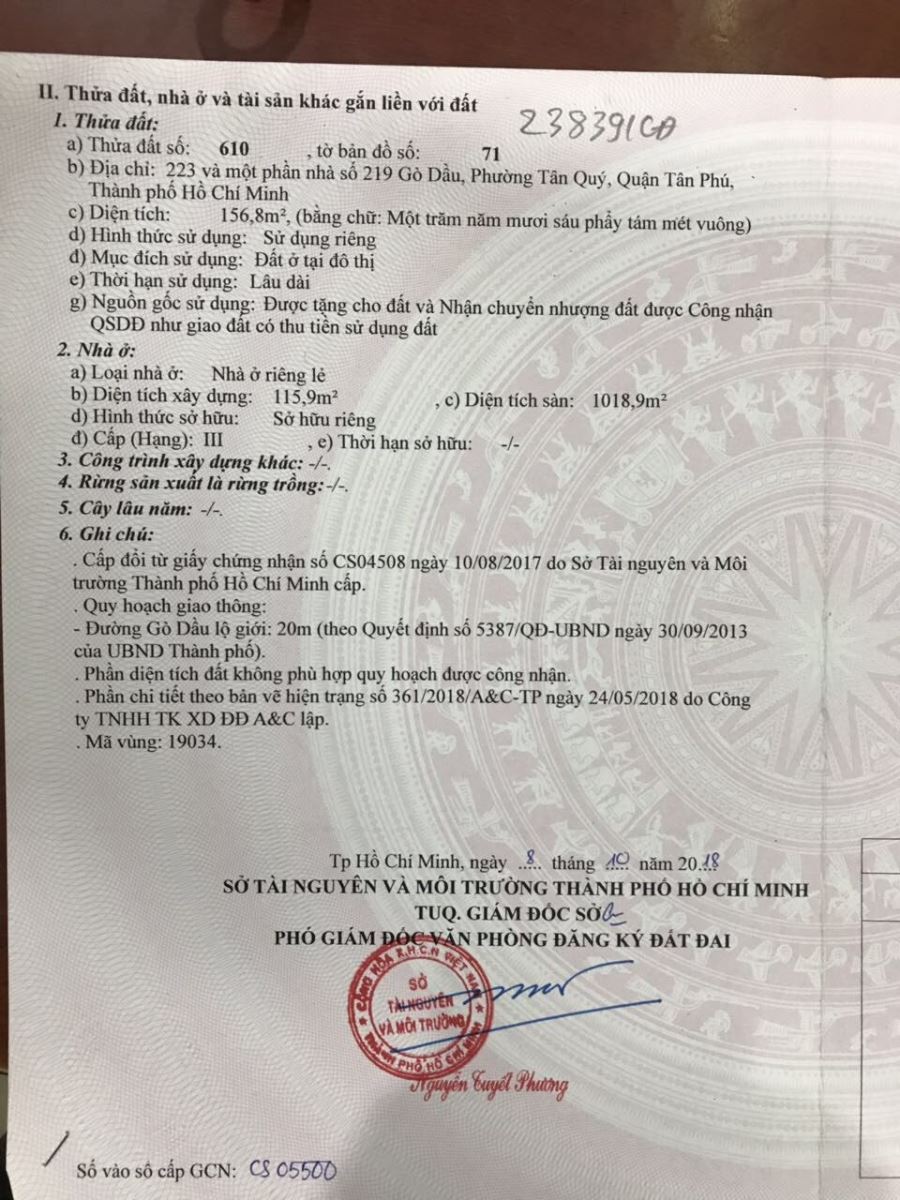 II. Thửa đất, nhà ở và tài sản khác gắn liền với đất
238391CĐ
1. Thửa đất:
a) Thửa đất số: 610 , tờ bản đồ số: 71
b) Địa chỉ: 223 và một phần nhà số 219 Gò Dầu, Phường Tân Quý, Quận Tân Phú,
Thành phố Hồ Chí Minh
c) Diện tích: 156,8m², (bằng chữ: Một trăm năm mươi sáu phẩy tám mét vuông)
d) Hình thức sử dụng: Sử dụng riêng
đ) Mục đích sử dụng: Đất ở tại đô thị
e) Thời hạn sử dụng: Lâu dài
g) Nguồn gốc sử dụng: Được tặng cho đất và Nhận chuyển nhượng đất được Công nhận
QSDĐ như giao đất có thu tiền sử dụng đất
2. Nhà ở:
a) Loại nhà ở: Nhà ở riêng lẻ
b) Diện tích xây dựng: 115,9m² , c) Diện tích sàn: 1018,9m²
d) Hình thức sở hữu: Sở hữu riêng
đ) Cấp (Hạng): III , e) Thời hạn sở hữu: -/-
3. Công trình xây dựng khác: -/-.
4. Rừng sản xuất là rừng trồng: -/-.
5. Cây lâu năm: -/-.
6. Ghi chú:
. Cấp đổi từ giấy chứng nhận số CS04508 ngày 10/08/2017 do Sở Tài nguyên và Môi
trường Thành phố Hồ Chí Minh cấp.
. Quy hoạch giao thông:
- Đường Gò Dầu lộ giới: 20m (theo Quyết định số 5387/QĐ-UBND ngày 30/09/2013
của UBND Thành phố).
. Phần diện tích đất không phù hợp quy hoạch được công nhận.
. Phần chi tiết theo bản vẽ hiện trạng số 361/2018/A&C-TP ngày 24/05/2018 do Công
ty TNHH TK XD ĐĐ A&C lập.
. Mã vùng: 19034.
Tp Hồ Chí Minh, ngày 8 tháng 10 năm 2018
SỞ TÀI NGUYÊN VÀ MÔI TRƯỜNG THÀNH PHỐ HỒ CHÍ MINH
TUQ. GIÁM ĐỐC SỞ
PHÓ GIÁM ĐỐC VĂN PHÒNG ĐĂNG KÝ ĐẤT ĐAI
CỘNG HÒA X.H.C.N VIỆT NAM
SỞ
TÀI NGUYÊN
VÀ MÔI TRƯỜNG
THÀNH PHỐ HỒ CHÍ MINH
Nguyễn Tuyết Phương
Số vào sổ cấp GCN: CS 05500